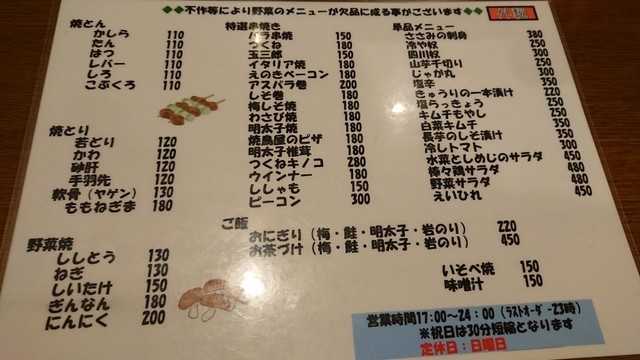 ◆◆不作等により野菜のメニューが欠品に成る事がございます◆◆
焼とん
かしら 110
たん 110
はつ 110
レバー 110
しろ 110
こぶくろ 110
焼とり
若どり 120
かわ 120
砂肝 120
手羽先 120
軟骨(ヤゲン) 130
ももねぎま 180
野菜焼
ししとう 130
ねぎ 130
しいたけ 150
ぎんなん 180
にんにく 200
特選串焼き
バラ串焼 150
つくね 180
玉三郎 150
イタリア焼 180
えのきベーコン 180
アスパラ巻 200
しそ巻 180
梅しそ焼 180
わさび焼 180
明太子焼 180
焼鳥屋のピザ 180
明太子椎茸 180
つくねキノコ 280
ウインナー 180
ししゃも 150
ピーコン 300
ご飯
おにぎり(梅・鮭・明太子・岩のり) 220
お茶づけ(梅・鮭・明太子・岩のり) 450
いそべ焼 150
味噌汁 150
単品メニュー
ささみの刺身 380
冷や奴 250
四川奴 300
山芋千切り 250
じゃが丸 300
塩辛 350
きゅうりの一本漬け 220
塩らっきょう 250
キムチもやし 250
白菜キムチ 350
長芋のしそ漬け 350
冷しトマト 300
水菜としめじのサラダ 450
棒々鶏サラダ 480
野菜サラダ 450
えいひれ 450
営業時間17:00〜24:00(ラストオーダー23時)
※祝日は30分短縮となります
定休日:日曜日